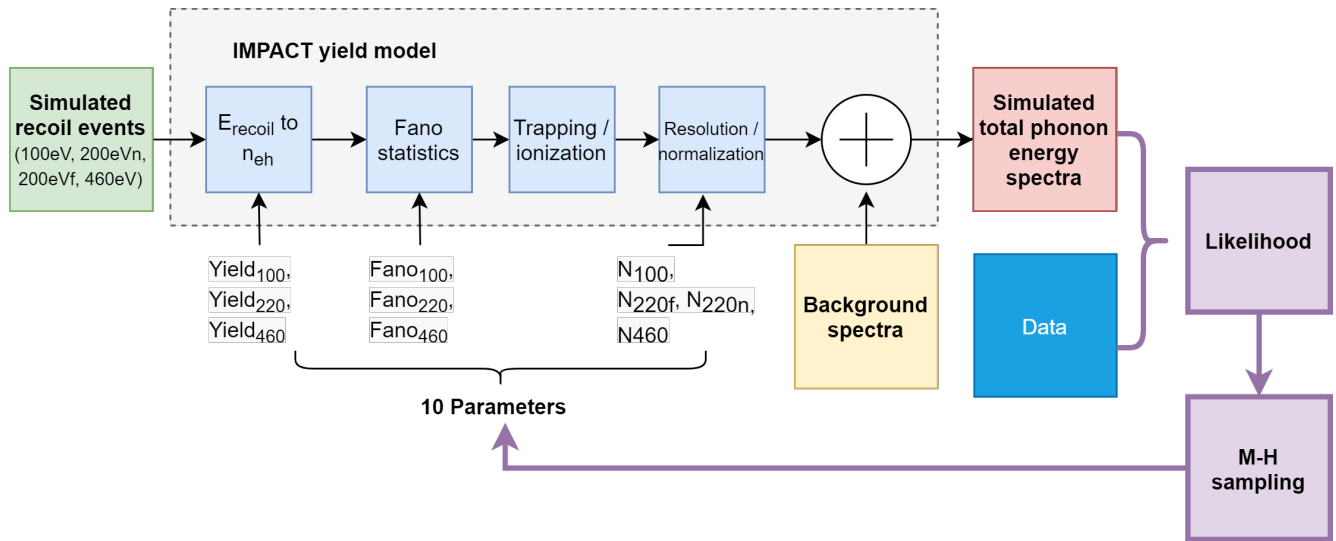 IMPACT yield model
Simulated
recoil events
(100eV, 200eVn,
200eVf, 460eV)
E_recoil to
n_eh
Fano
statistics
Trapping /
ionization
Resolution /
normalization
Simulated
total phonon
energy
spectra
Likelihood
Yield_100,
Yield_220,
Yield_460
Fano_100,
Fano_220,
Fano_460
N_100,
N_220f, N_220n,
N460
Background
spectra
Data
10 Parameters
M-H
sampling